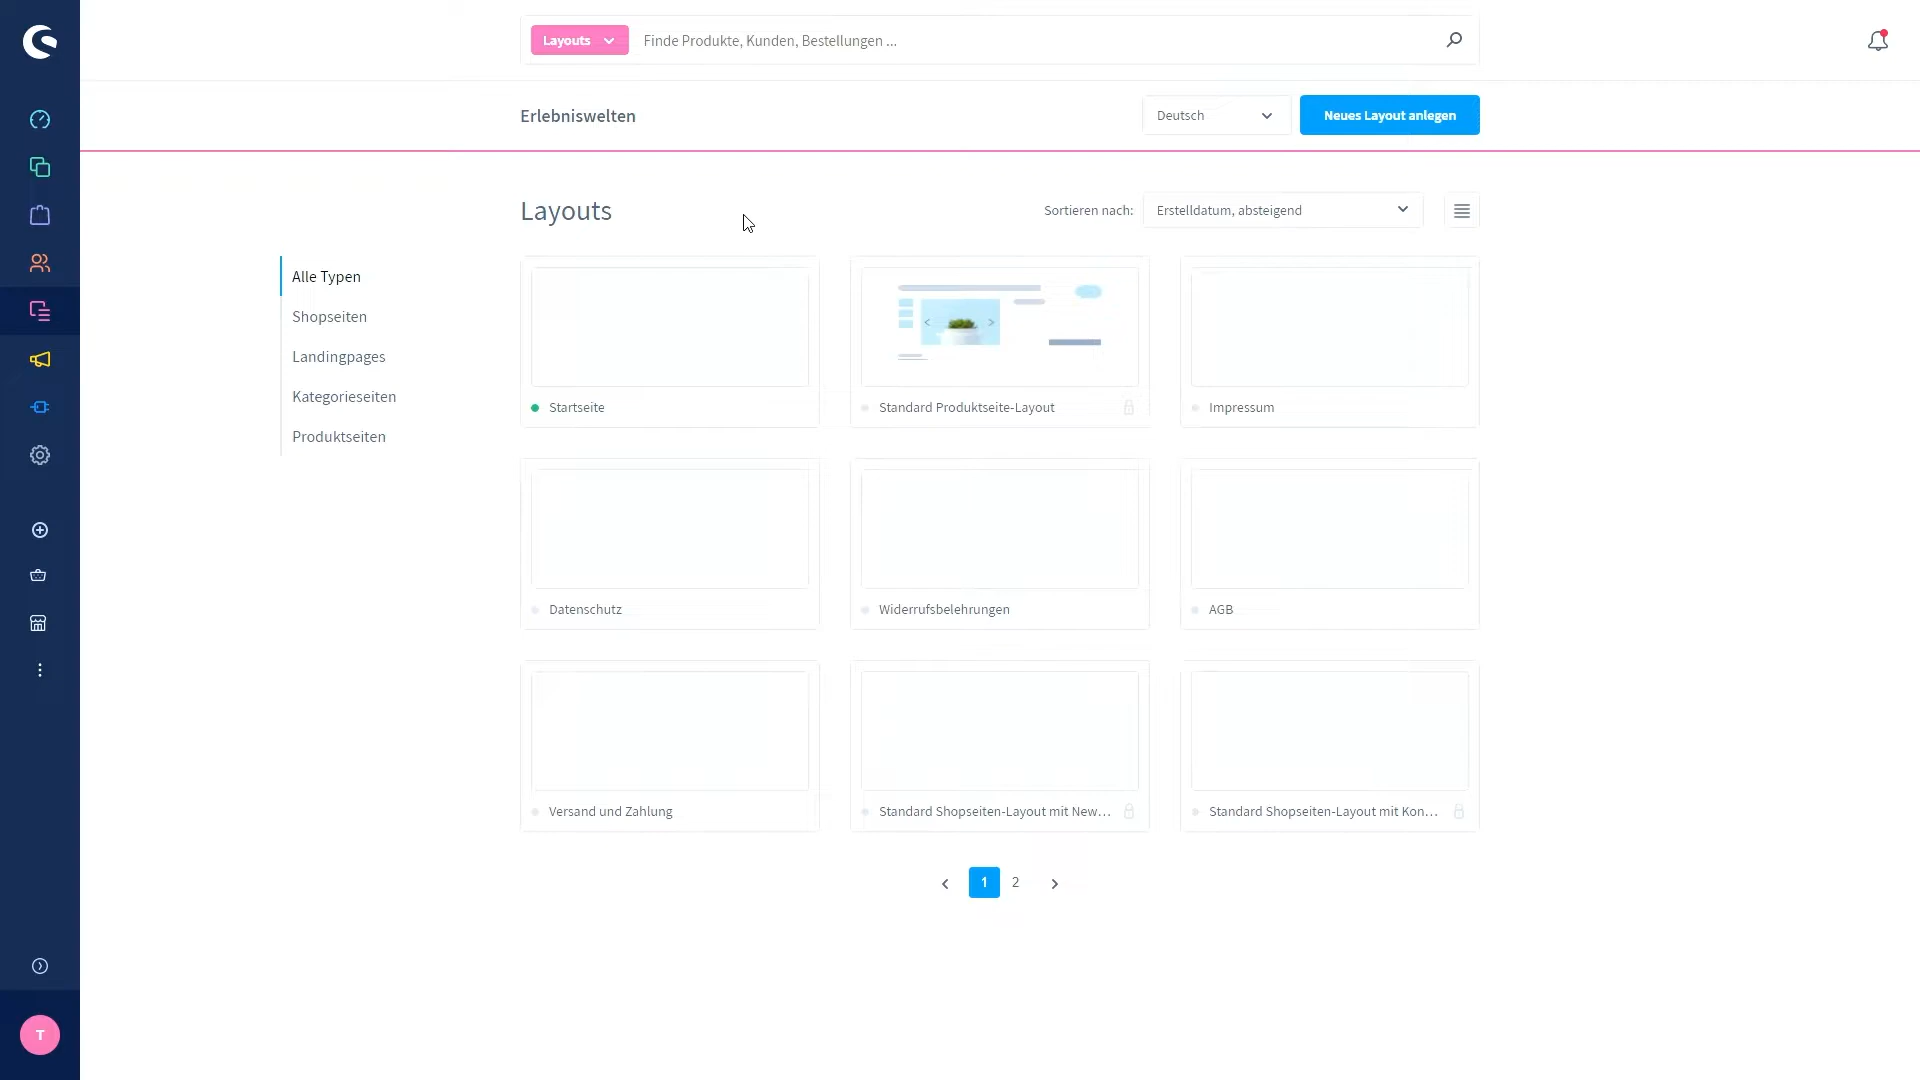 Layouts
Finde Produkte, Kunden, Bestellungen ...
Erlebniswelten
Deutsch
Neues Layout anlegen
Layouts
Sortieren nach:
Erstelldatum, absteigend
Alle Typen
Shopseiten
Landingpages
Kategorieseiten
Produktseiten
Startseite
Standard Produktseite-Layout
Impressum
Datenschutz
Widerrufsbelehrungen
AGB
Versand und Zahlung
Standard Shopseiten-Layout mit New...
Standard Shopseiten-Layout mit Kon...
1
2
T